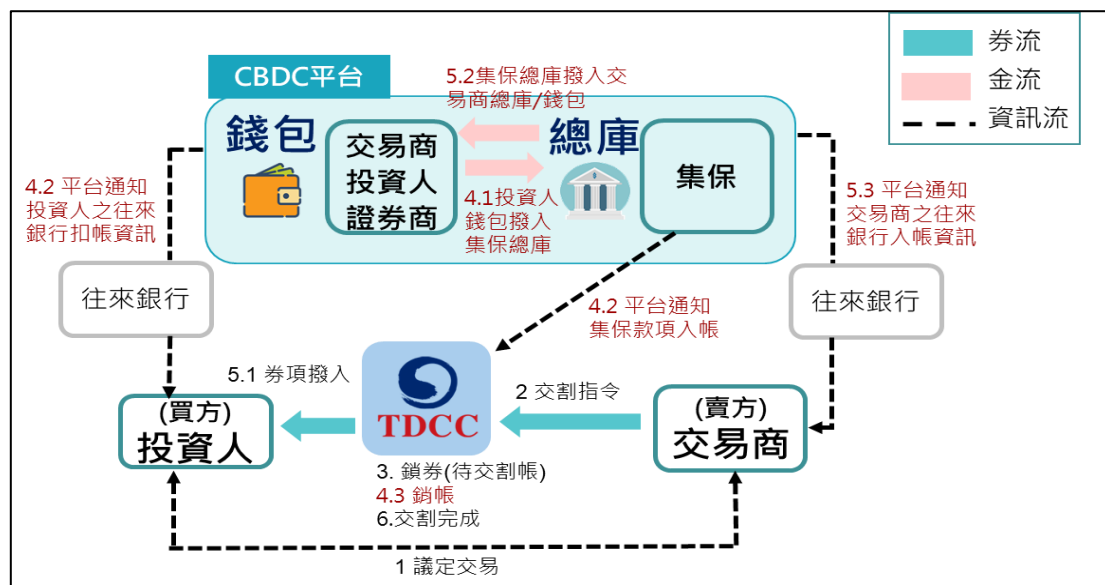 券流
金流
資訊流
CBDC平台
5.2集保總庫撥入交
易商總庫/錢包
錢包
總庫
交易商
投資人
證券商
集保
4.1投資人
錢包撥入
集保總庫
4.2 平台通知
投資人之往來
銀行扣帳資訊
5.3 平台通知
交易商之往來
銀行入帳資訊
往來銀行
往來銀行
4.2 平台通知
集保款項入帳
5.1 券項撥入
TDCC
2 交割指令
(買方)
投資人
(賣方)
交易商
3. 鎖券(待交割帳)
4.3 銷帳
6.交割完成
1 議定交易